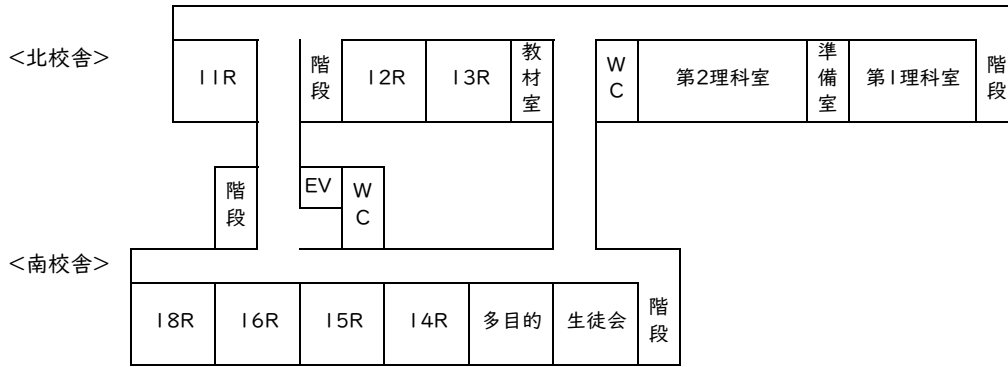 <北校舎>
11R
階段
12R
13R
教材室
WC
第2理科室
準備室
第1理科室
階段
階段
EV
WC
<南校舎>
18R
16R
15R
14R
多目的
生徒会
階段